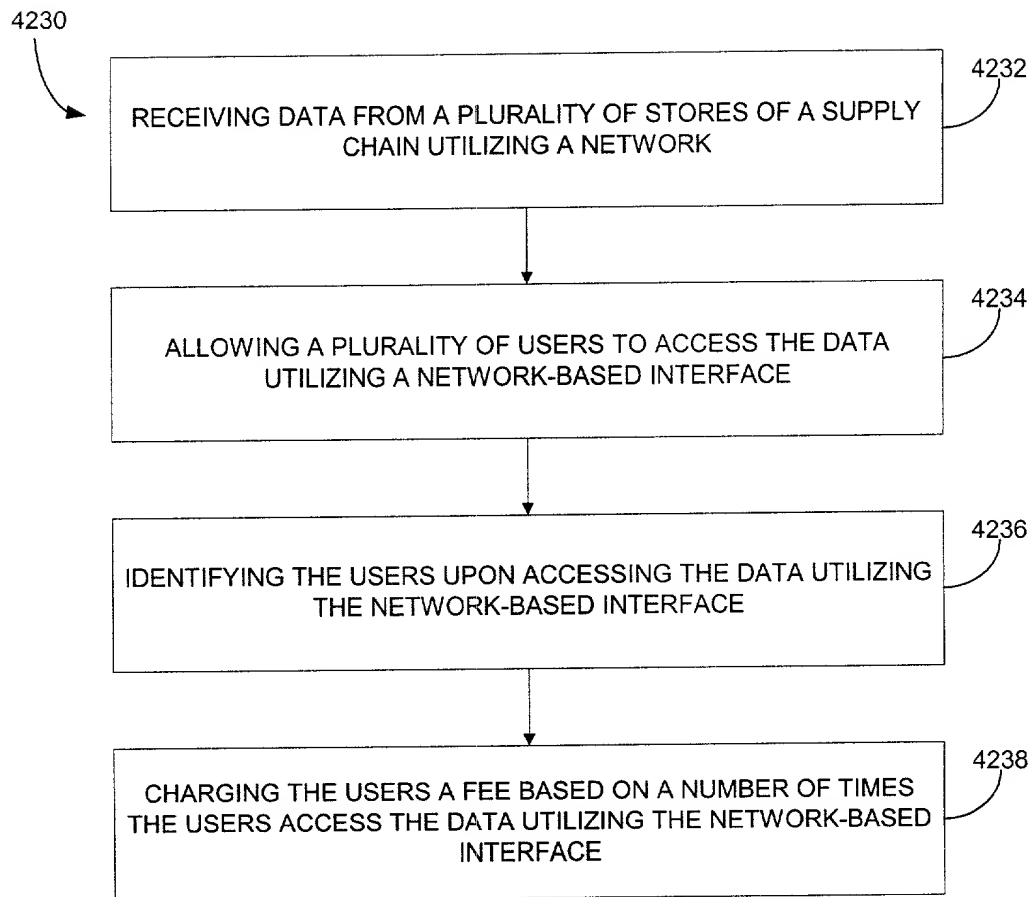 4230
4232
RECEIVING DATA FROM A PLURALITY OF STORES OF A SUPPLY
CHAIN UTILIZING A NETWORK
4234
ALLOWING A PLURALITY OF USERS TO ACCESS THE DATA
UTILIZING A NETWORK-BASED INTERFACE
4236
IDENTIFYING THE USERS UPON ACCESSING THE DATA UTILIZING
THE NETWORK-BASED INTERFACE
4238
CHARGING THE USERS A FEE BASED ON A NUMBER OF TIMES
THE USERS ACCESS THE DATA UTILIZING THE NETWORK-BASED
INTERFACE